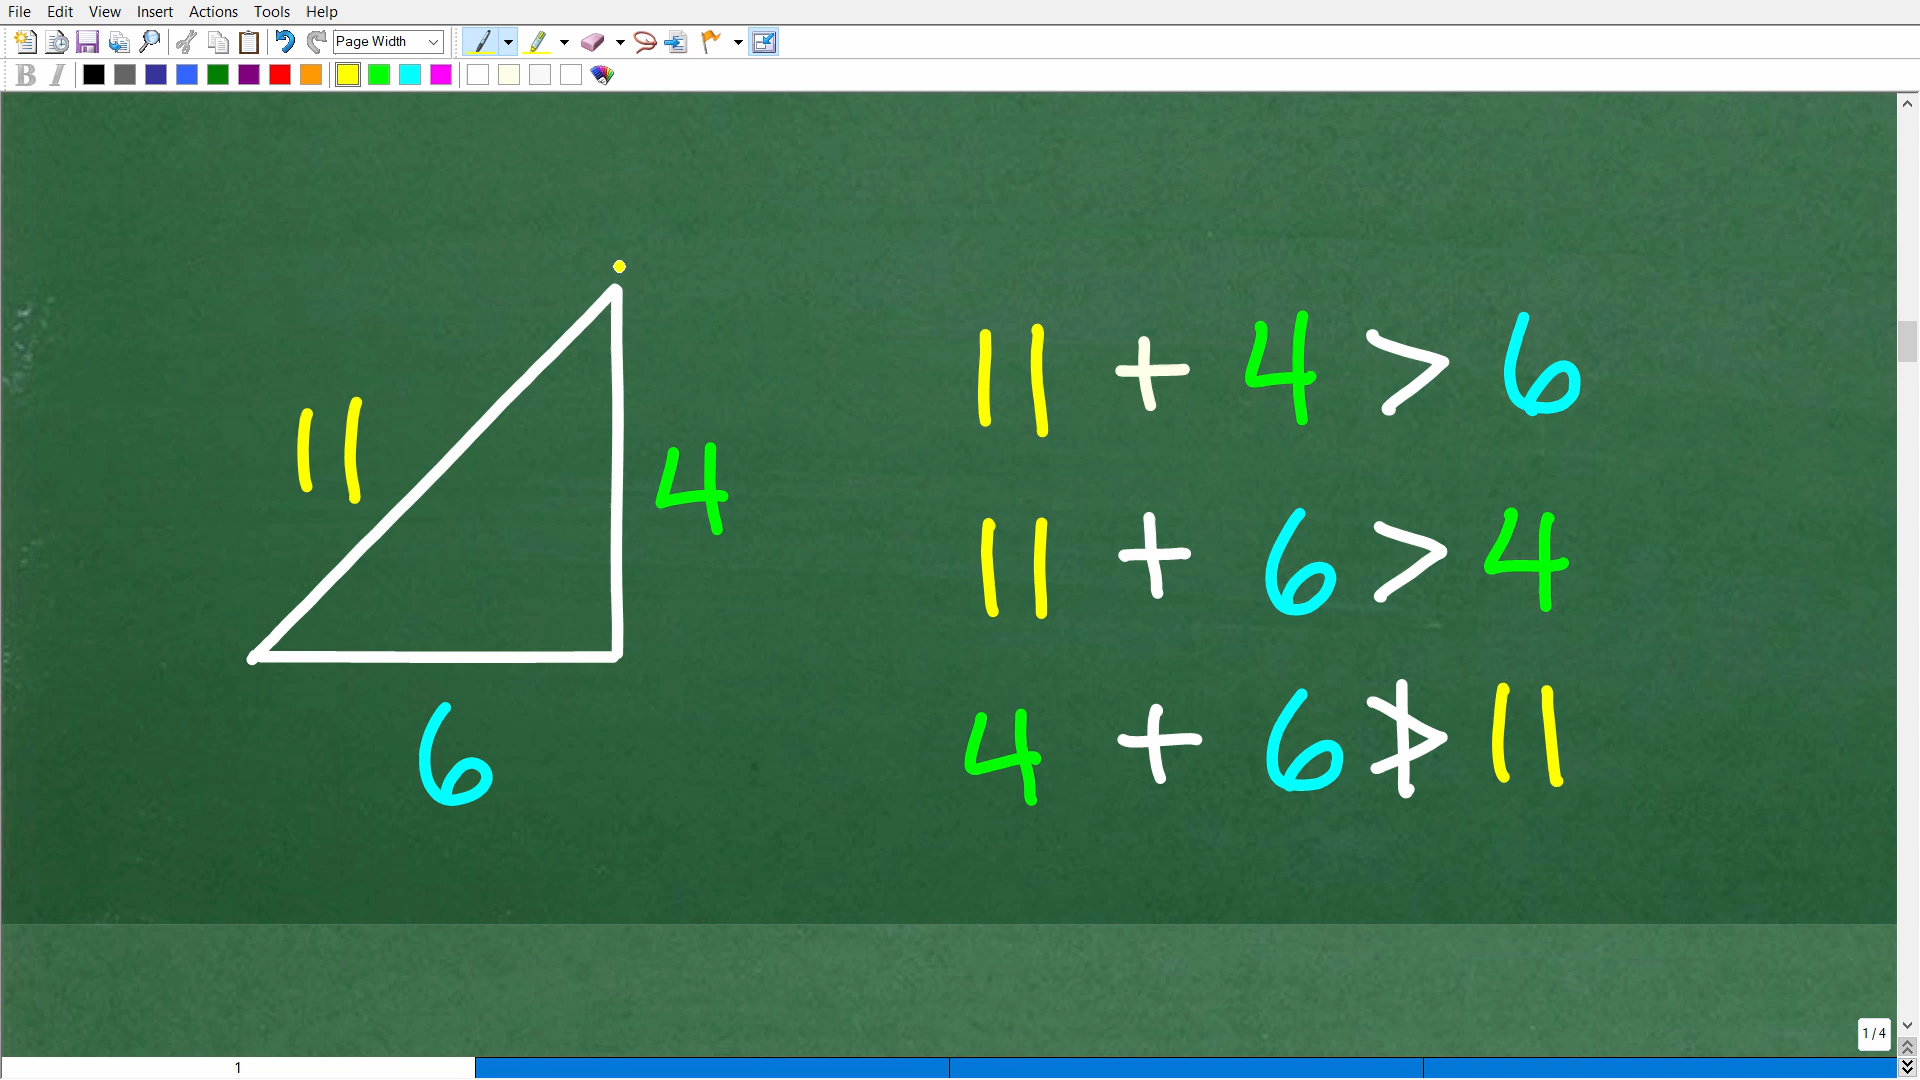 File Edit View Insert Actions Tools Help
Page Width
B I
11 + 4 > 6
11
4
11 + 6 > 4
6
4 + 6 ≯ 11
1 / 4
1